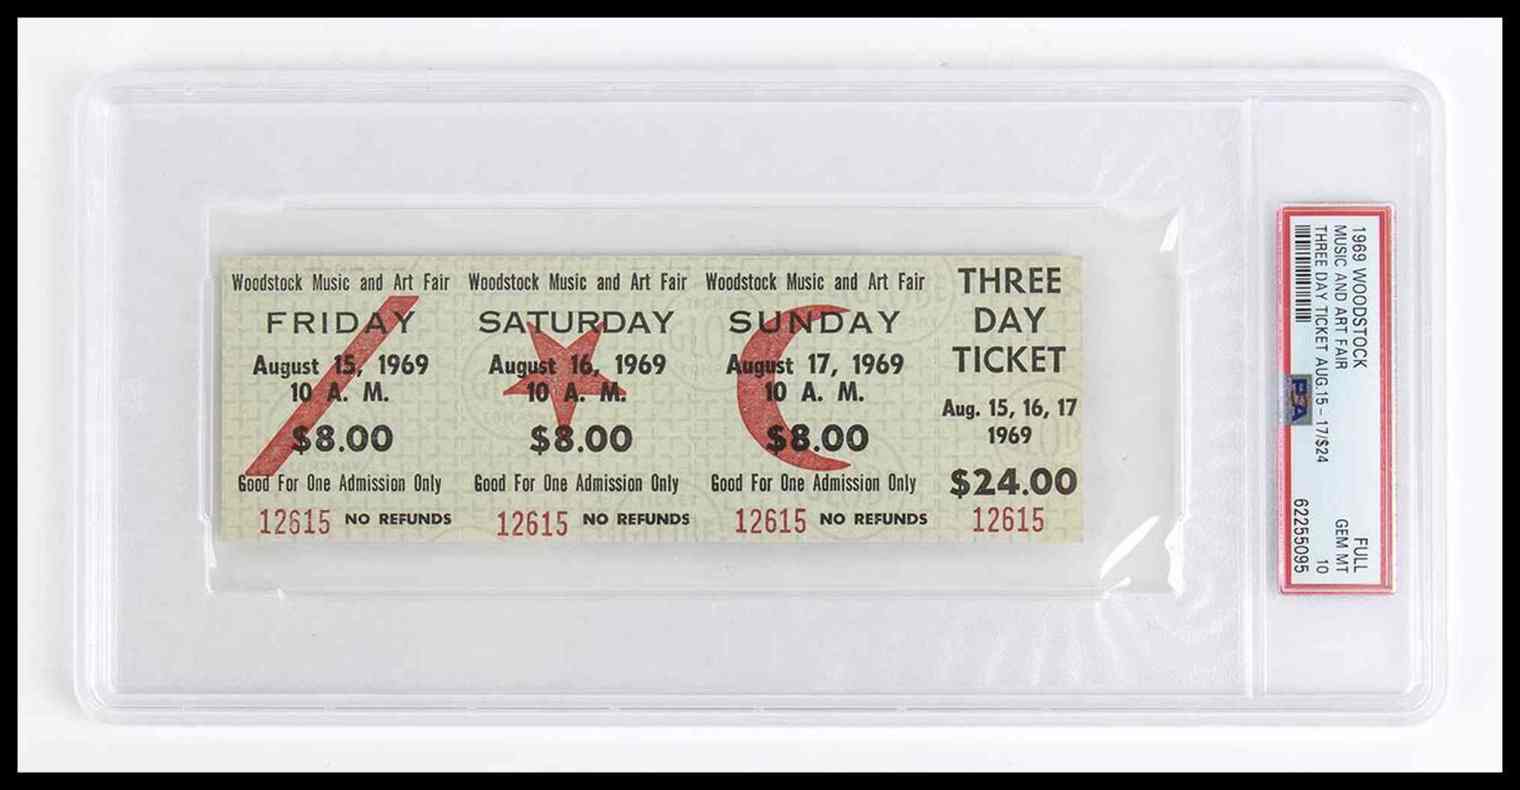 Woodstock Music and Art Fair
FRIDAY
August 15, 1969
10 A. M.
$8.00
Good For One Admission Only
12615 NO REFUNDS
Woodstock Music and Art Fair
SATURDAY
August 16, 1969
10 A. M.
$8.00
Good For One Admission Only
12615 NO REFUNDS
Woodstock Music and Art Fair
SUNDAY
August 17, 1969
10 A. M.
$8.00
Good For One Admission Only
12615 NO REFUNDS
THREE
DAY
TICKET
Aug. 15, 16, 17
1969
$24.00
12615
1969 WOODSTOCK FULL
MUSIC AND ART FAIR GEM MT
THREE DAY TICKET AUG.15 – 17/$24 10
PSA
62255095